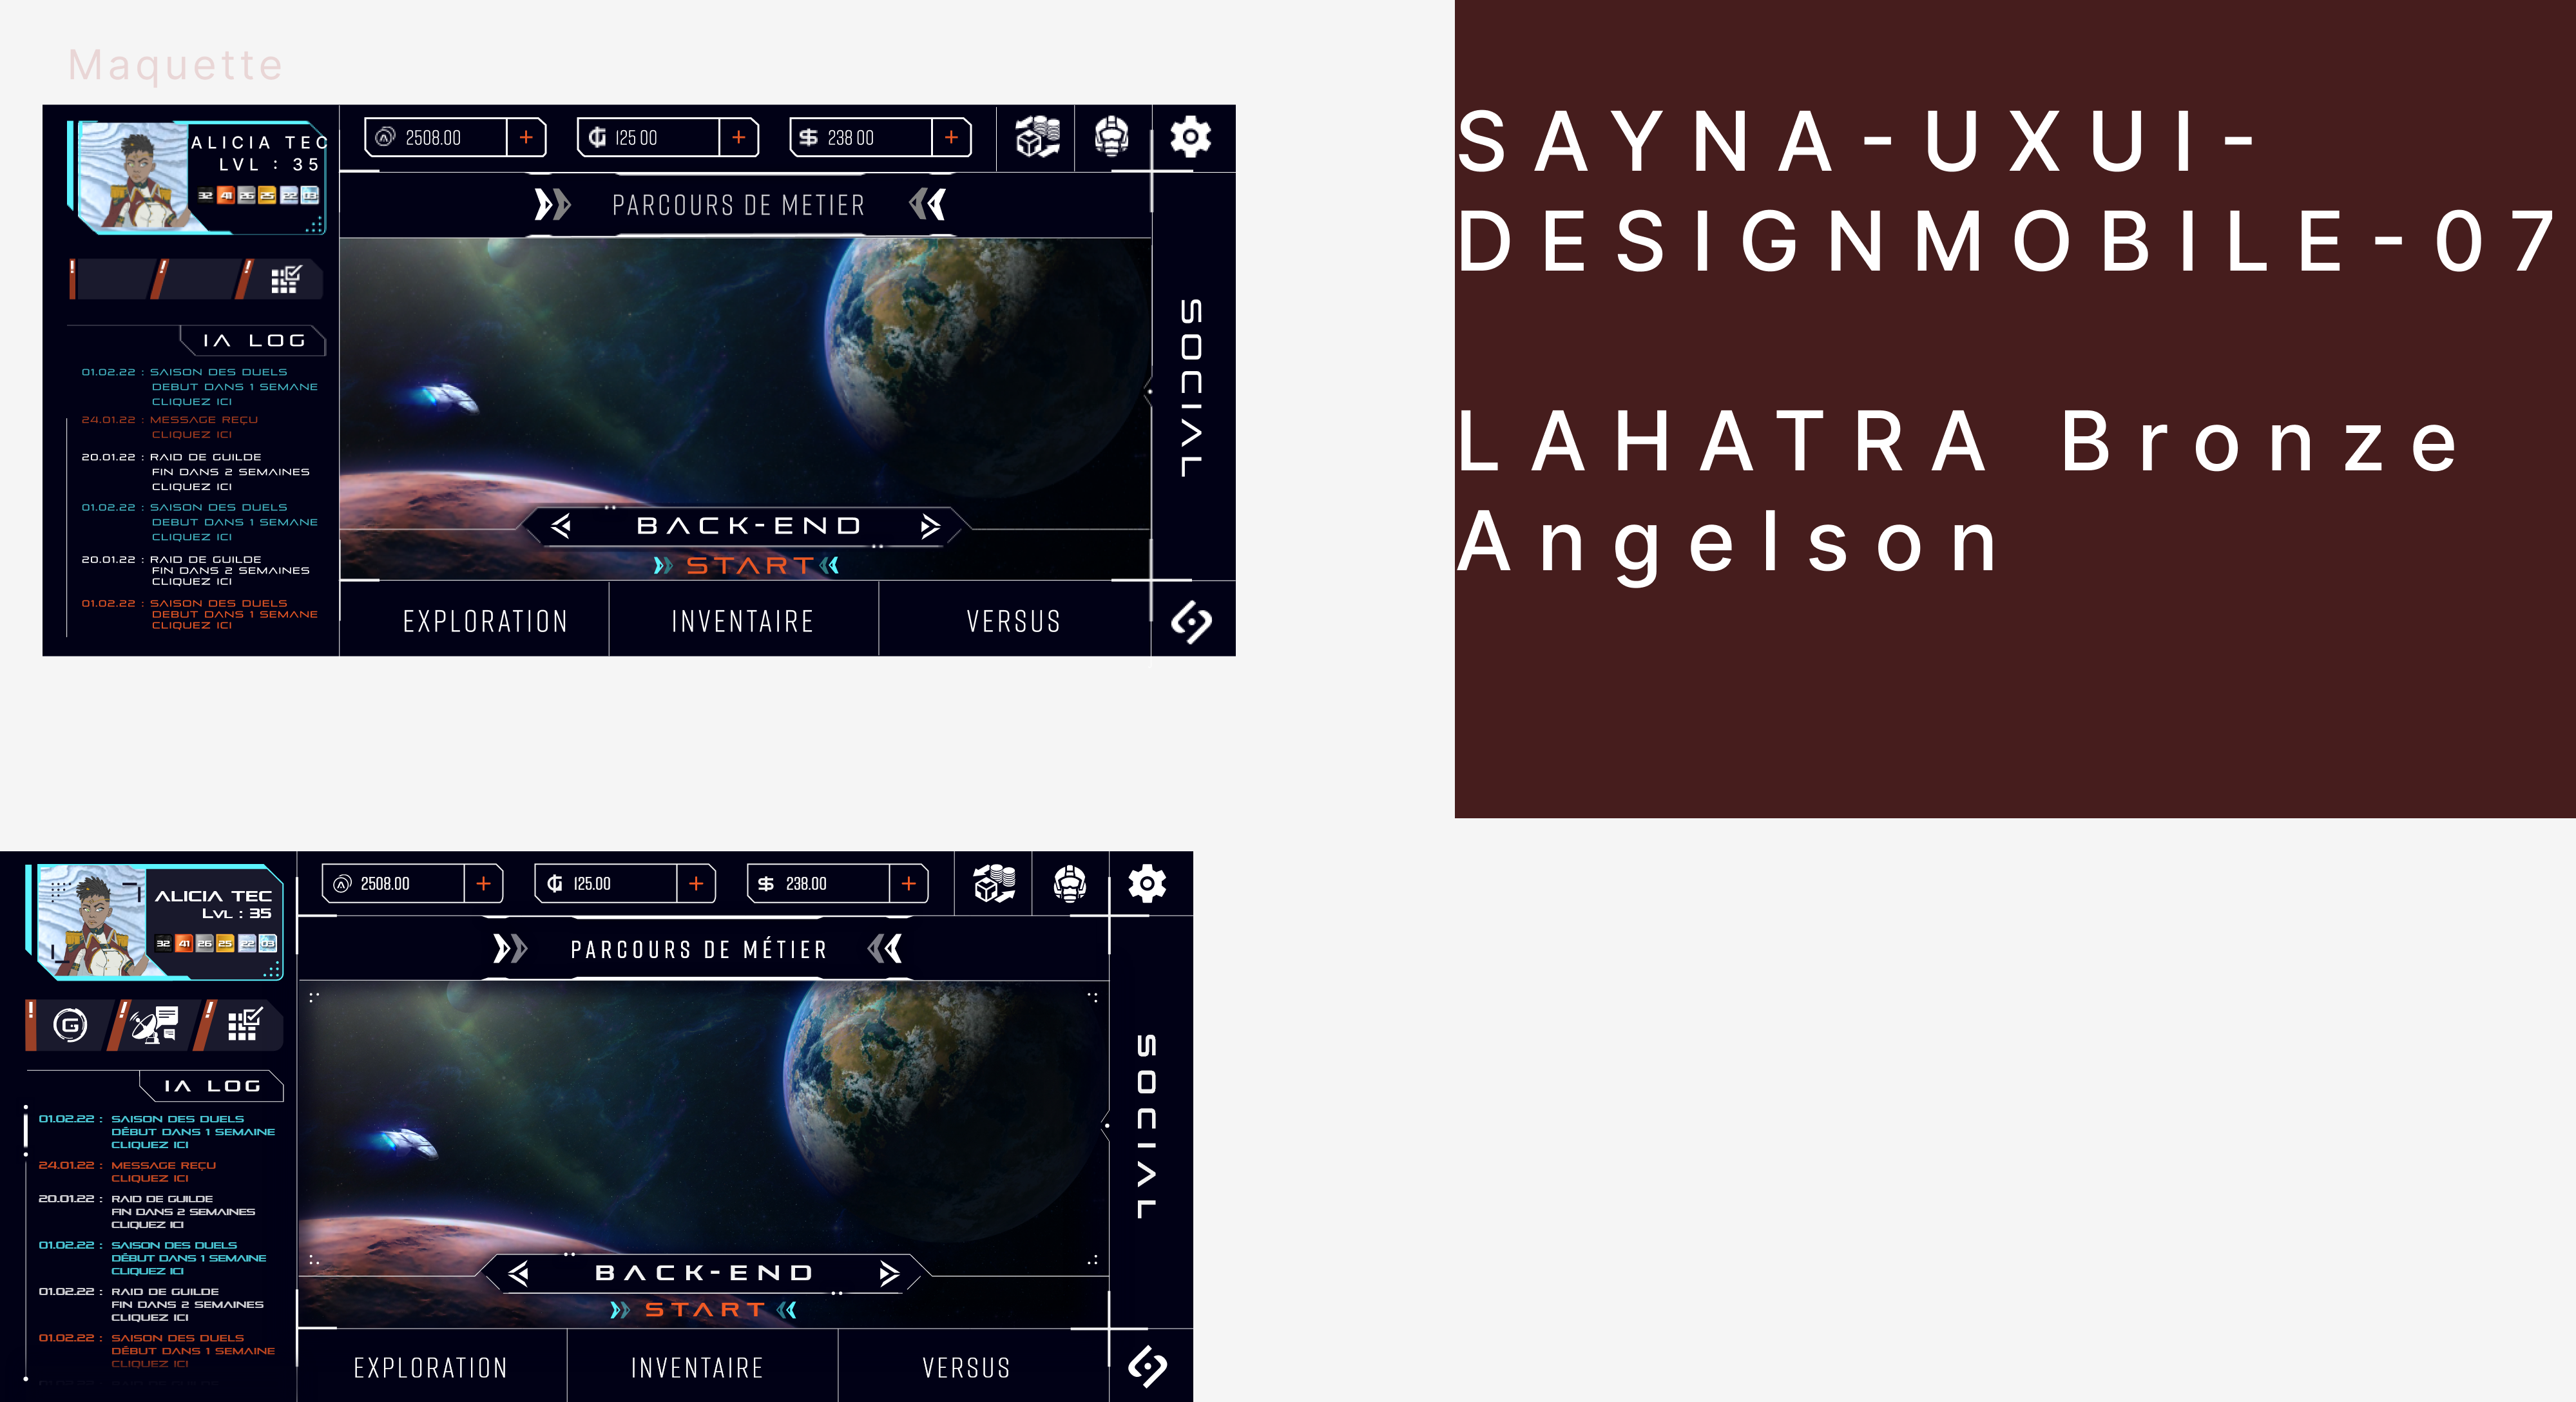 Maquette
ALICIA TEC
LVL : 35
32 41 26 25 22 03
2508.00 +
125 00 +
238 00 +
PARCOURS DE METIER
! ! !
IA LOG
01.02.22 : SAISON DES DUELS
DEBUT DANS 1 SEMANE
CLIQUEZ ICI
24.01.22 : MESSAGE REÇU
CLIQUEZ ICI
20.01.22 : RAID DE GUILDE
FIN DANS 2 SEMAINES
CLIQUEZ ICI
01.02.22 : SAISON DES DUELS
DEBUT DANS 1 SEMANE
CLIQUEZ ICI
20.01.22 : RAID DE GUILDE
FIN DANS 2 SEMAINES
CLIQUEZ ICI
01.02.22 : SAISON DES DUELS
DEBUT DANS 1 SEMANE
CLIQUEZ ICI
SOCIAL
BACK-END
START
EXPLORATION
INVENTAIRE
VERSUS
SAYNA-UXUI-
DESIGNMOBILE-07
LAHATRA Bronze
Angelson
ALICIA TEC
LVL : 35
32 41 26 25 22 03
2508.00 +
125.00 +
238.00 +
PARCOURS DE MÉTIER
! ! !
G
IA LOG
01.02.22 : SAISON DES DUELS
DÉBUT DANS 1 SEMAINE
CLIQUEZ ICI
24.01.22 : MESSAGE REÇU
CLIQUEZ ICI
20.01.22 : RAID DE GUILDE
FIN DANS 2 SEMAINES
CLIQUEZ ICI
01.02.22 : SAISON DES DUELS
DÉBUT DANS 1 SEMAINE
CLIQUEZ ICI
01.02.22 : RAID DE GUILDE
FIN DANS 2 SEMAINES
CLIQUEZ ICI
01.02.22 : SAISON DES DUELS
DÉBUT DANS 1 SEMAINE
CLIQUEZ ICI
SOCIAL
BACK-END
START
EXPLORATION
INVENTAIRE
VERSUS